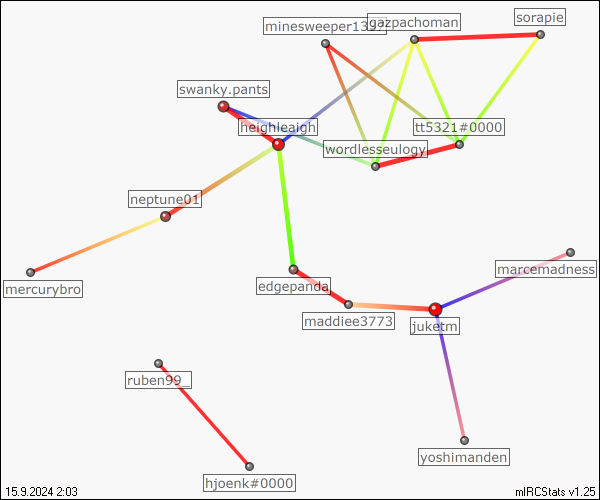 sorapie
gazpachoman
minesweeper1337
swanky.pants
heighleaigh
tt5321#0000
wordlesseulogy
neptune01
mercurybro
marcemadness
edgepanda
maddiee3773
juketm
ruben99_
yoshimanden
hjoenk#0000
15.9.2024 2:03
mIRCStats v1.25